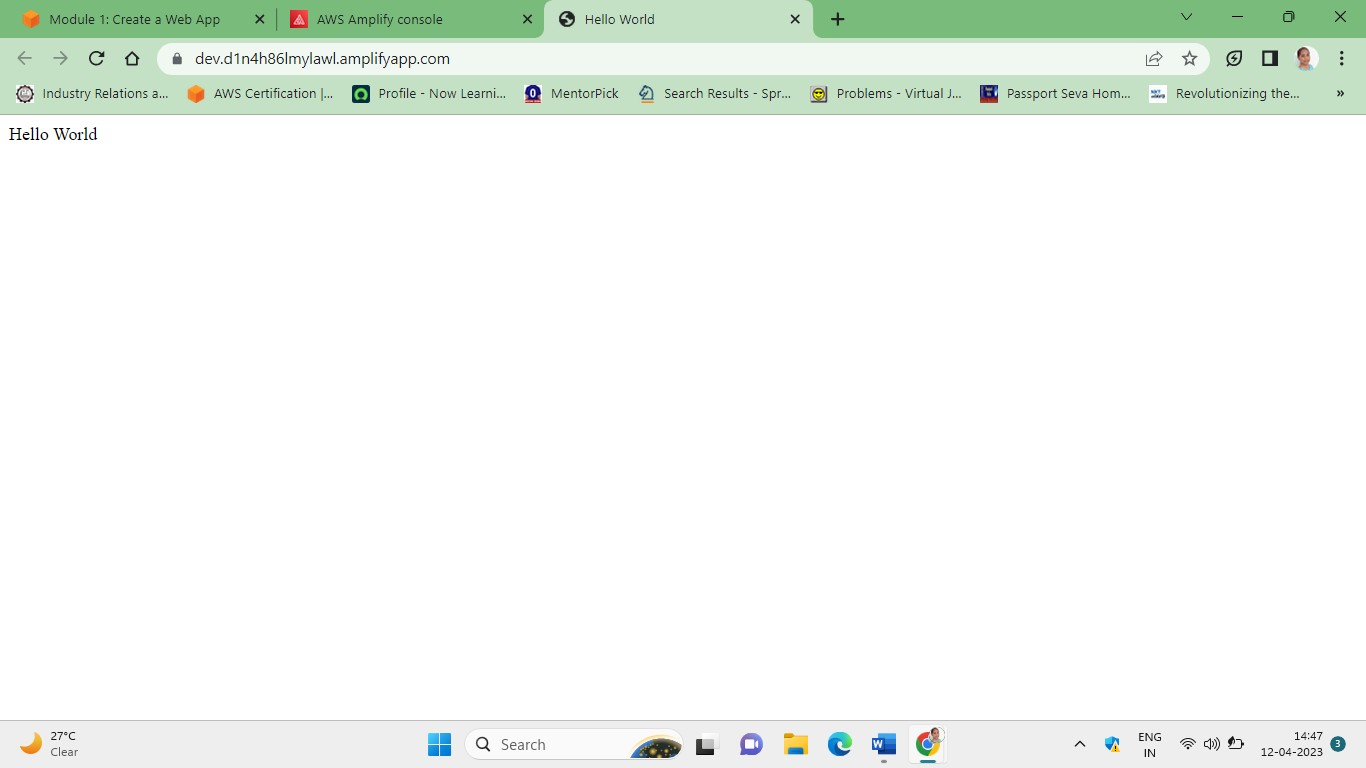 Module 1: Create a Web App
AWS Amplify console
Hello World
dev.d1n4h86lmylawl.amplifyapp.com
Industry Relations a...
AWS Certification |...
Profile - Now Learni...
MentorPick
Search Results - Spr...
Problems - Virtual J...
Passport Seva Hom...
Revolutionizing the...
»
Hello World
27°C
Clear
Search
ENG
IN
14:47
12-04-2023
3